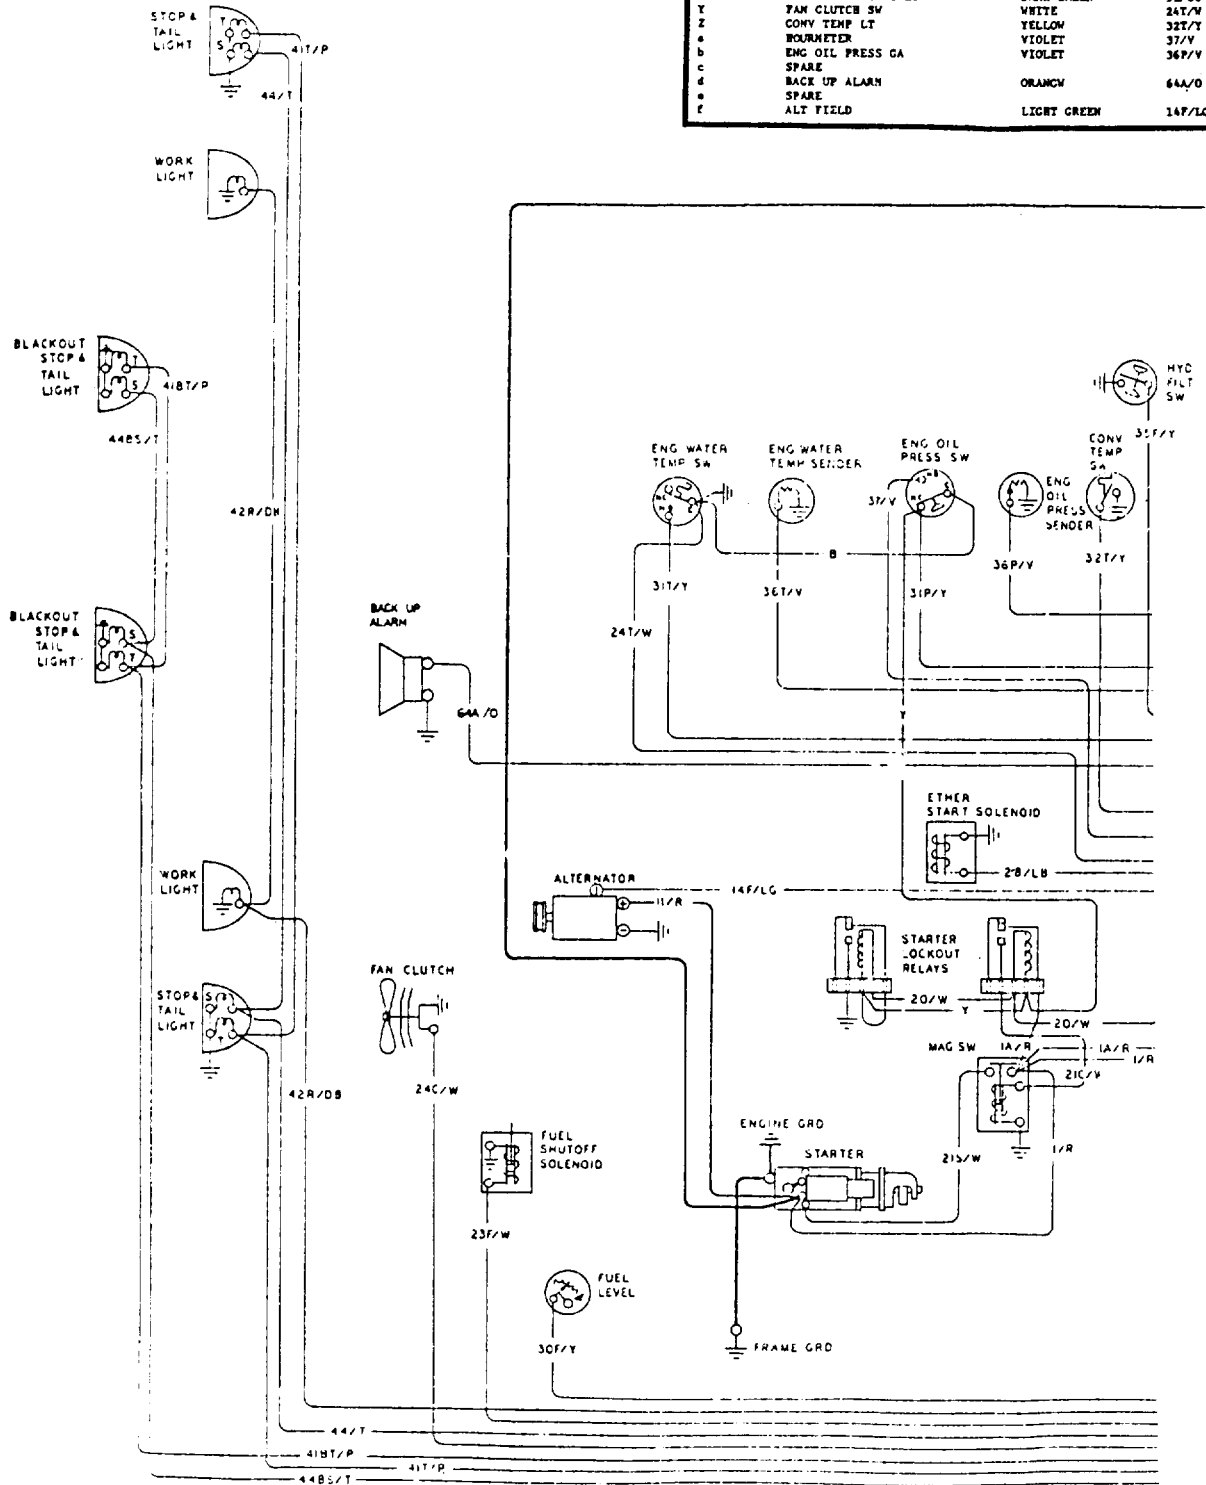 Y FAN CLUTCH SW WHITE 24T/W
Z CONV TEMP LT YELLOW 32T/Y
a HOURMETER VIOLET 37/V
b ENG OIL PRESS GA VIOLET 36P/V
c SPARE
d BACK UP ALARM ORANGW 64A/O
e SPARE
f ALT FIELD LIGHT GREEN 14F/LG
STOP &
TAIL
LIGHT
T
S
41T/P
44/T
WORK
LIGHT
BLACKOUT
STOP &
TAIL
LIGHT
T
S
41BT/P
44BS/T
42R/DB
HYD
FILT
SW
35F/Y
ENG WATER
TEMP SW
ENG WATER
TEMP SENDER
ENG OIL
PRESS SW
37/V
ENG
OIL
PRESS
SENDER
CONV
TEMP
B
31T/Y
36T/V
31P/Y
36P/V
32T/Y
24T/W
BLACKOUT
STOP &
TAIL
LIGHT
S
T
BACK UP
ALARM
64A/O
Y
ETHER
START SOLENOID
28/LB
WORK
LIGHT
ALTERNATOR
14F/LG
11/R
STARTER
LOCKOUT
RELAYS
20/W
Y
20/W
FAN CLUTCH
STOP &
TAIL
LIGHT
S
T
MAG SW
1A/R
1A/R
1/R
42R/DB
24C/W
ENGINE GRD
STARTER
21S/W
1/R
FUEL
SHUTOFF
SOLENOID
23F/W
FUEL
LEVEL
30F/Y
FRAME GRD
44/T
41BT/P
41T/P
44BS/T